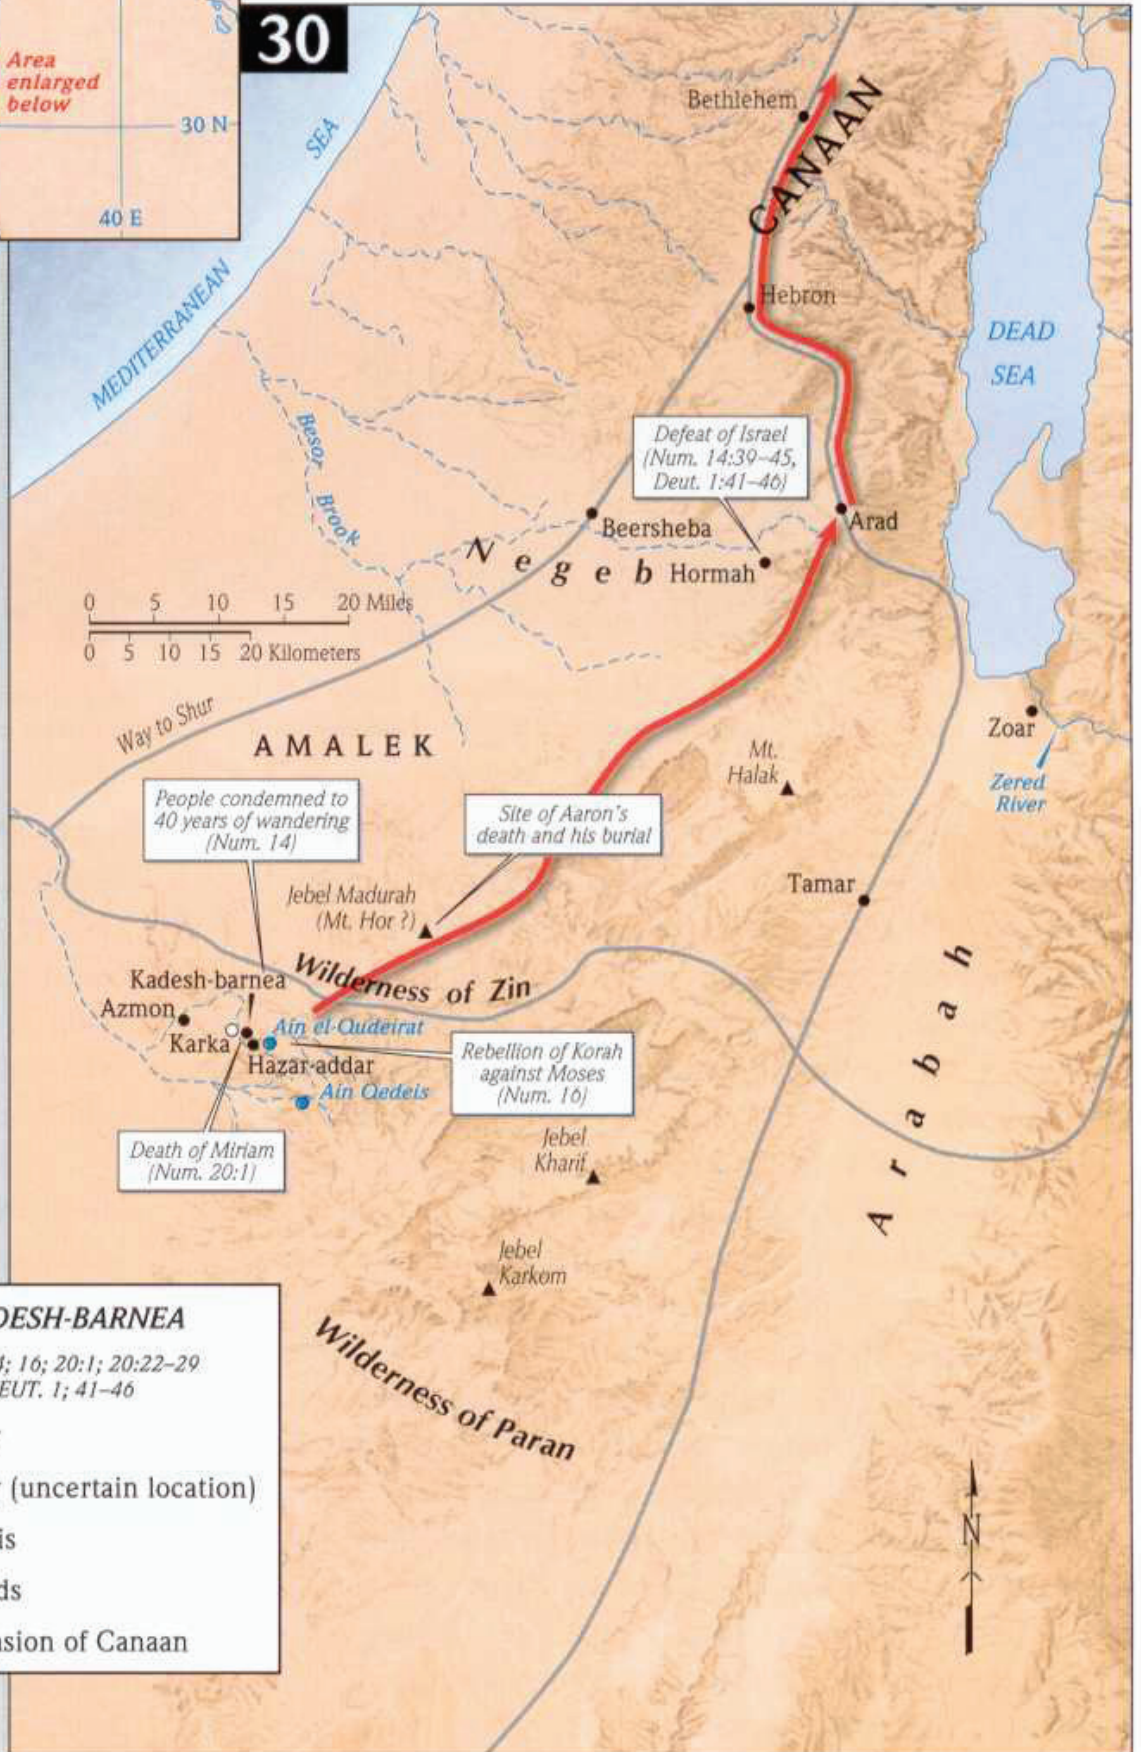 30
Area
enlarged
below
30 N
40 E
MEDITERRANEAN SEA
Bethlehem
CANAAN
Hebron
DEAD
SEA
Besor Brook
Defeat of Israel
(Num. 14:39–45,
Deut. 1:41–46)
Arad
Beersheba
Negeb
Hormah
0 5 10 15 20 Miles
0 5 10 15 20 Kilometers
Way to Shur
AMALEK
Zoar
Zered
River
Mt.
Halak
People condemned to
40 years of wandering
(Num. 14)
Site of Aaron's
death and his burial
Jebel Madurah
(Mt. Hor ?)
Tamar
Wilderness of Zin
Kadesh-barnea
Azmon
Karka
Ain el-Qudeirat
Hazar-addar
Ain Qedeis
Rebellion of Korah
against Moses
(Num. 16)
Death of Miriam
(Num. 20:1)
Arabah
Jebel
Kharif
Jebel
Karkom
Wilderness of Paran
N
DESH-BARNEA
; 16; 20:1; 20:22–29
EUT. 1; 41–46
(uncertain location)
is
ds
sion of Canaan